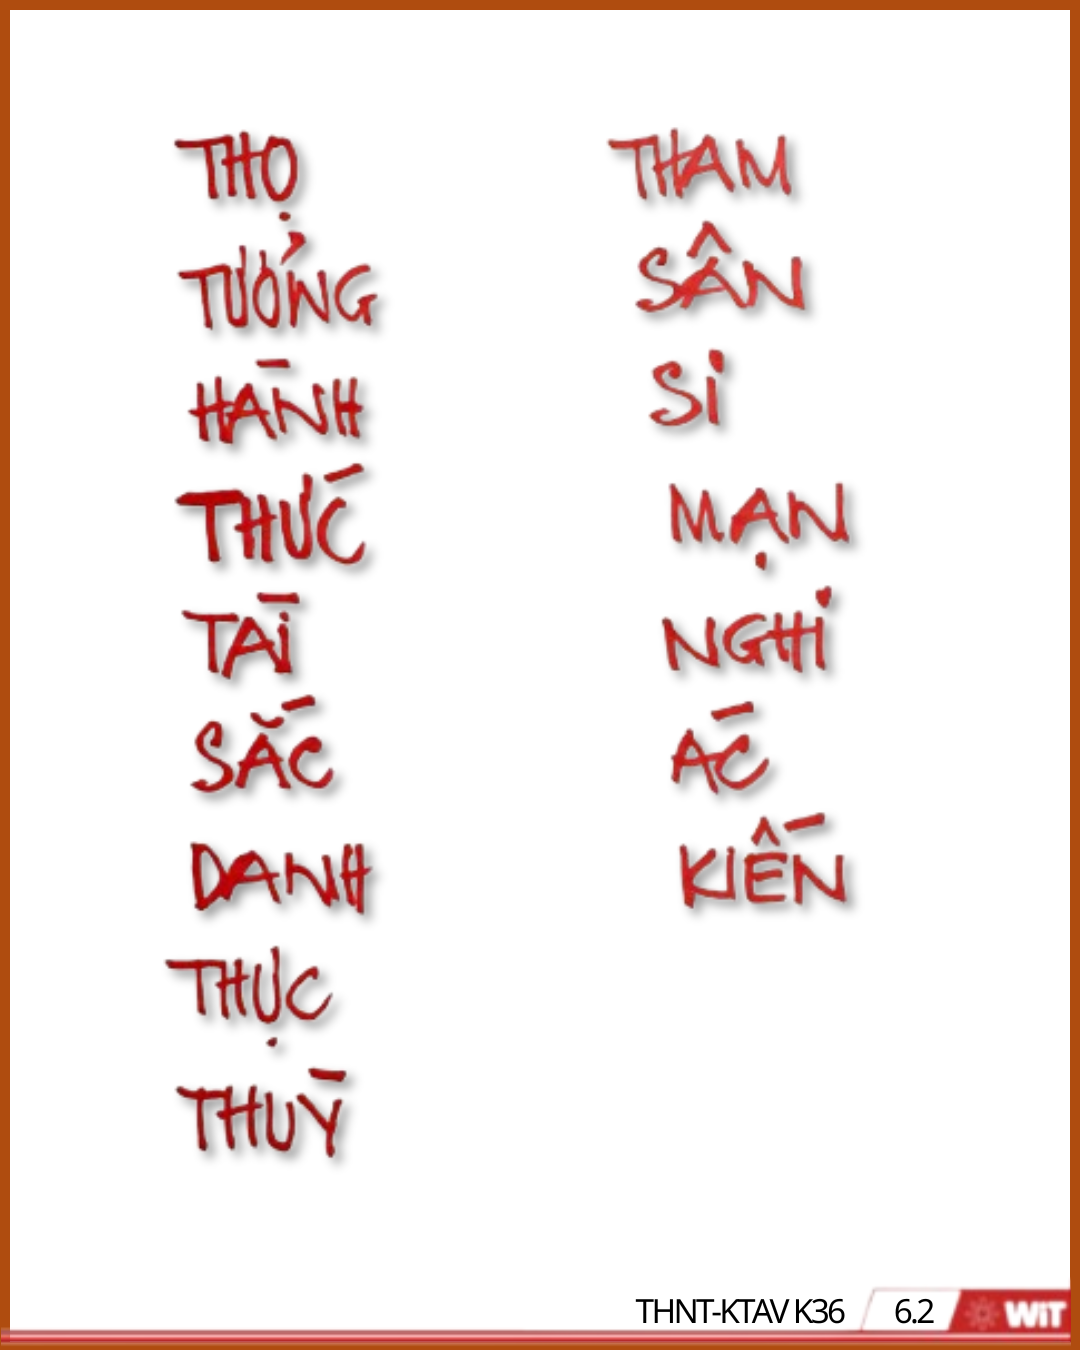 THỌ
TƯỞNG
HÀNH
THỨC
TÀI
SẮC
DANH
THỰC
THUỲ
THAM
SÂN
SI
MẠN
NGHI
ÁC
KIẾN
THNT-KTAV K36 6.2 WiT